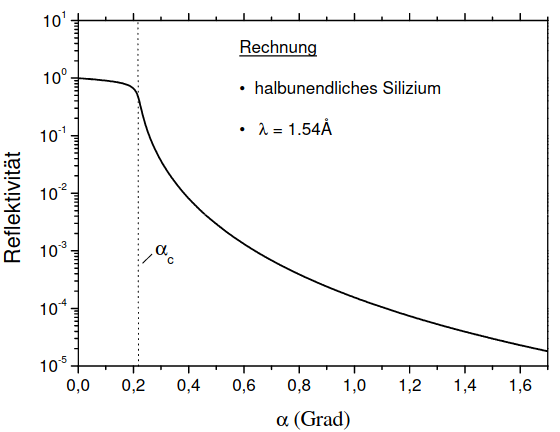 10^1
10^0
10^-1
10^-2
10^-3
10^-4
10^-5
Reflektivität
Rechnung
• halbunendliches Silizium
• λ = 1.54Å
α_c
0,0 0,2 0,4 0,6 0,8 1,0 1,2 1,4 1,6
α (Grad)